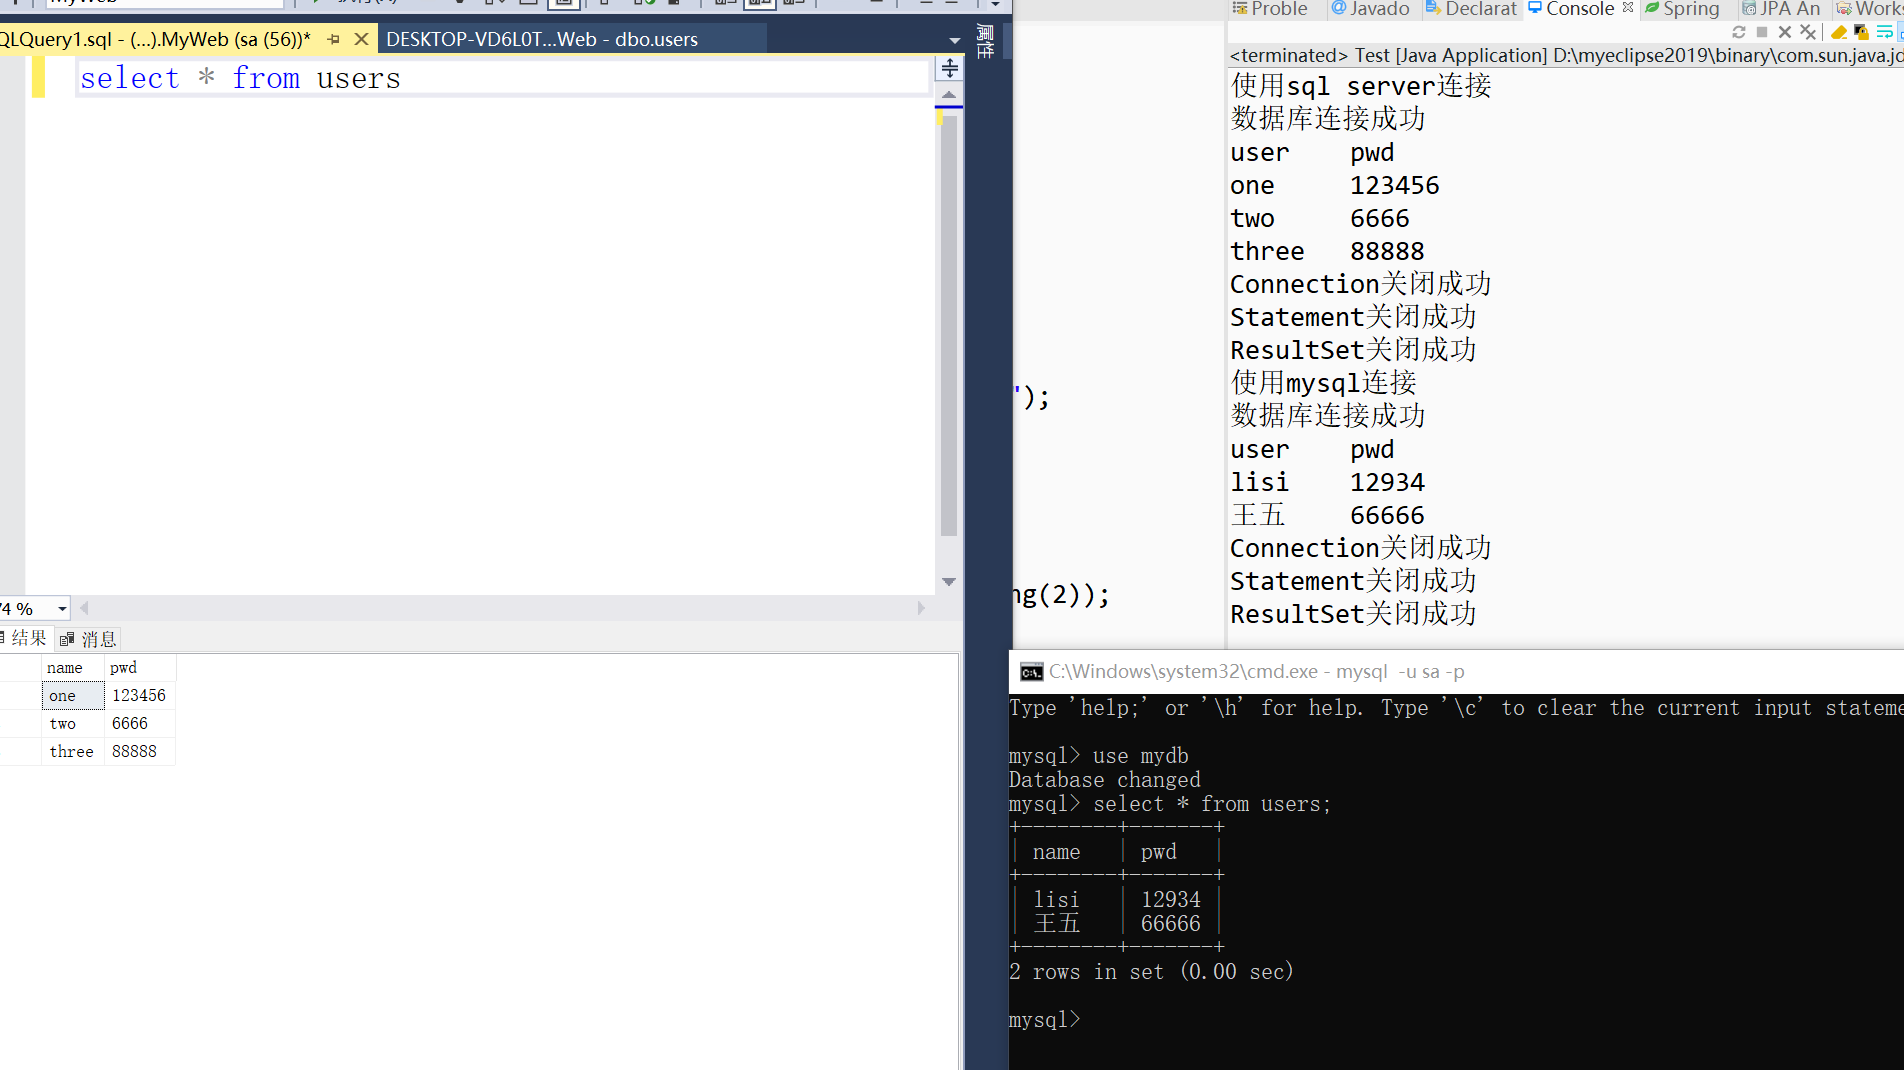 MyWeb
QLQuery1.sql - (...).MyWeb (sa (56))*
DESKTOP-VD6L0T...Web - dbo.users
select * from users
属性
74 %
结果
消息
name pwd
one 123456
two 6666
three 88888
");
ng(2));
Proble
@ Javado
Declarat
Console
Spring
JPA An
Works
<terminated> Test [Java Application] D:\myeclipse2019\binary\com.sun.java.jd
使用sql server连接
数据库连接成功
user pwd
one 123456
two 6666
three 88888
Connection关闭成功
Statement关闭成功
ResultSet关闭成功
使用mysql连接
数据库连接成功
user pwd
lisi 12934
王五 66666
Connection关闭成功
Statement关闭成功
ResultSet关闭成功
C:\Windows\system32\cmd.exe - mysql -u sa -p
Type 'help;' or '\h' for help. Type '\c' to clear the current input stateme
mysql> use mydb
Database changed
mysql> select * from users;
+--------+-------+
| name | pwd |
+--------+-------+
| lisi | 12934 |
| 王五 | 66666 |
+--------+-------+
2 rows in set (0.00 sec)
mysql>